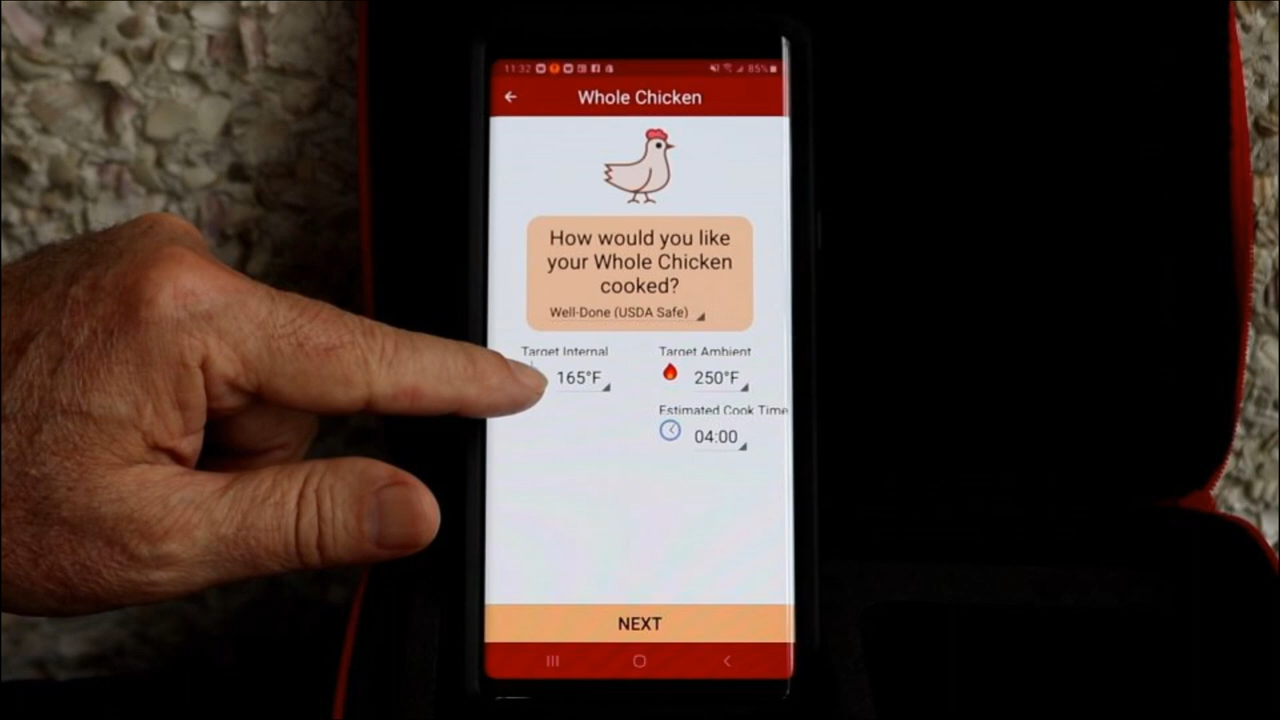 11:32 85%
Whole Chicken
How would you like
your Whole Chicken
cooked?
Well-Done (USDA Safe)
Target Internal Target Ambient
165°F 250°F
Estimated Cook Time
04:00
NEXT